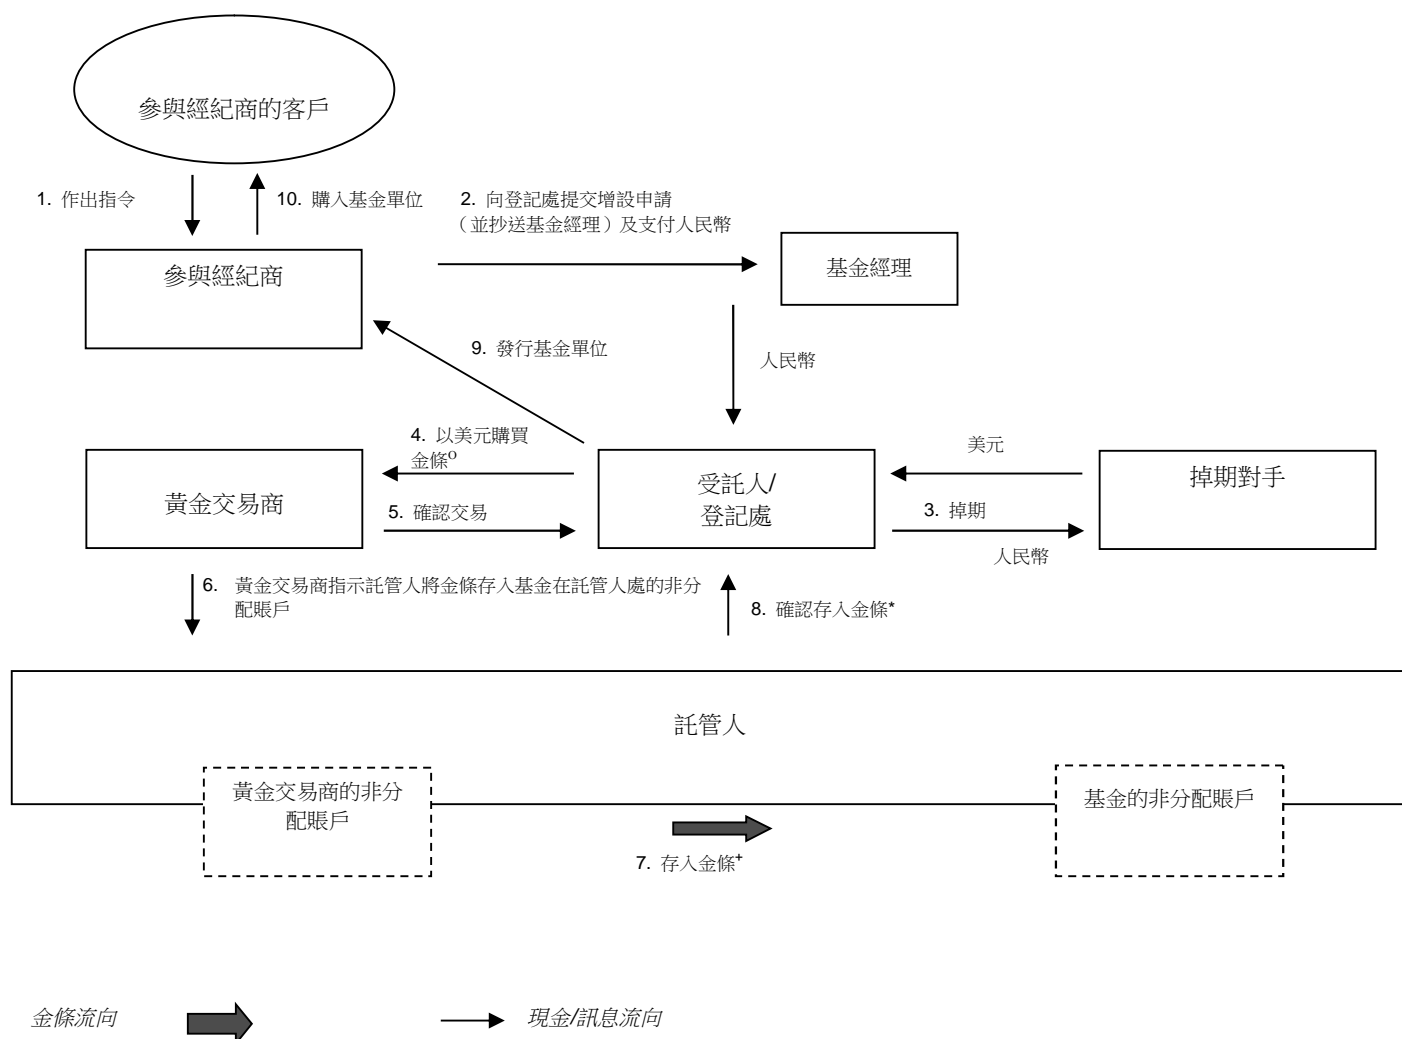 參與經紀商的客戶
1. 作出指令
10. 購入基金單位
2. 向登記處提交增設申請
（並抄送基金經理）及支付人民幣
參與經紀商
基金經理
9. 發行基金單位
人民幣
4. 以美元購買
金條⁰
美元
黃金交易商
受託人/
登記處
掉期對手
5. 確認交易
3. 掉期
人民幣
6. 黃金交易商指示託管人將金條存入基金在託管人處的非分
配賬戶
8. 確認存入金條*
託管人
黃金交易商的非分
配賬戶
基金的非分配賬戶
7. 存入金條⁺
金條流向
現金/訊息流向